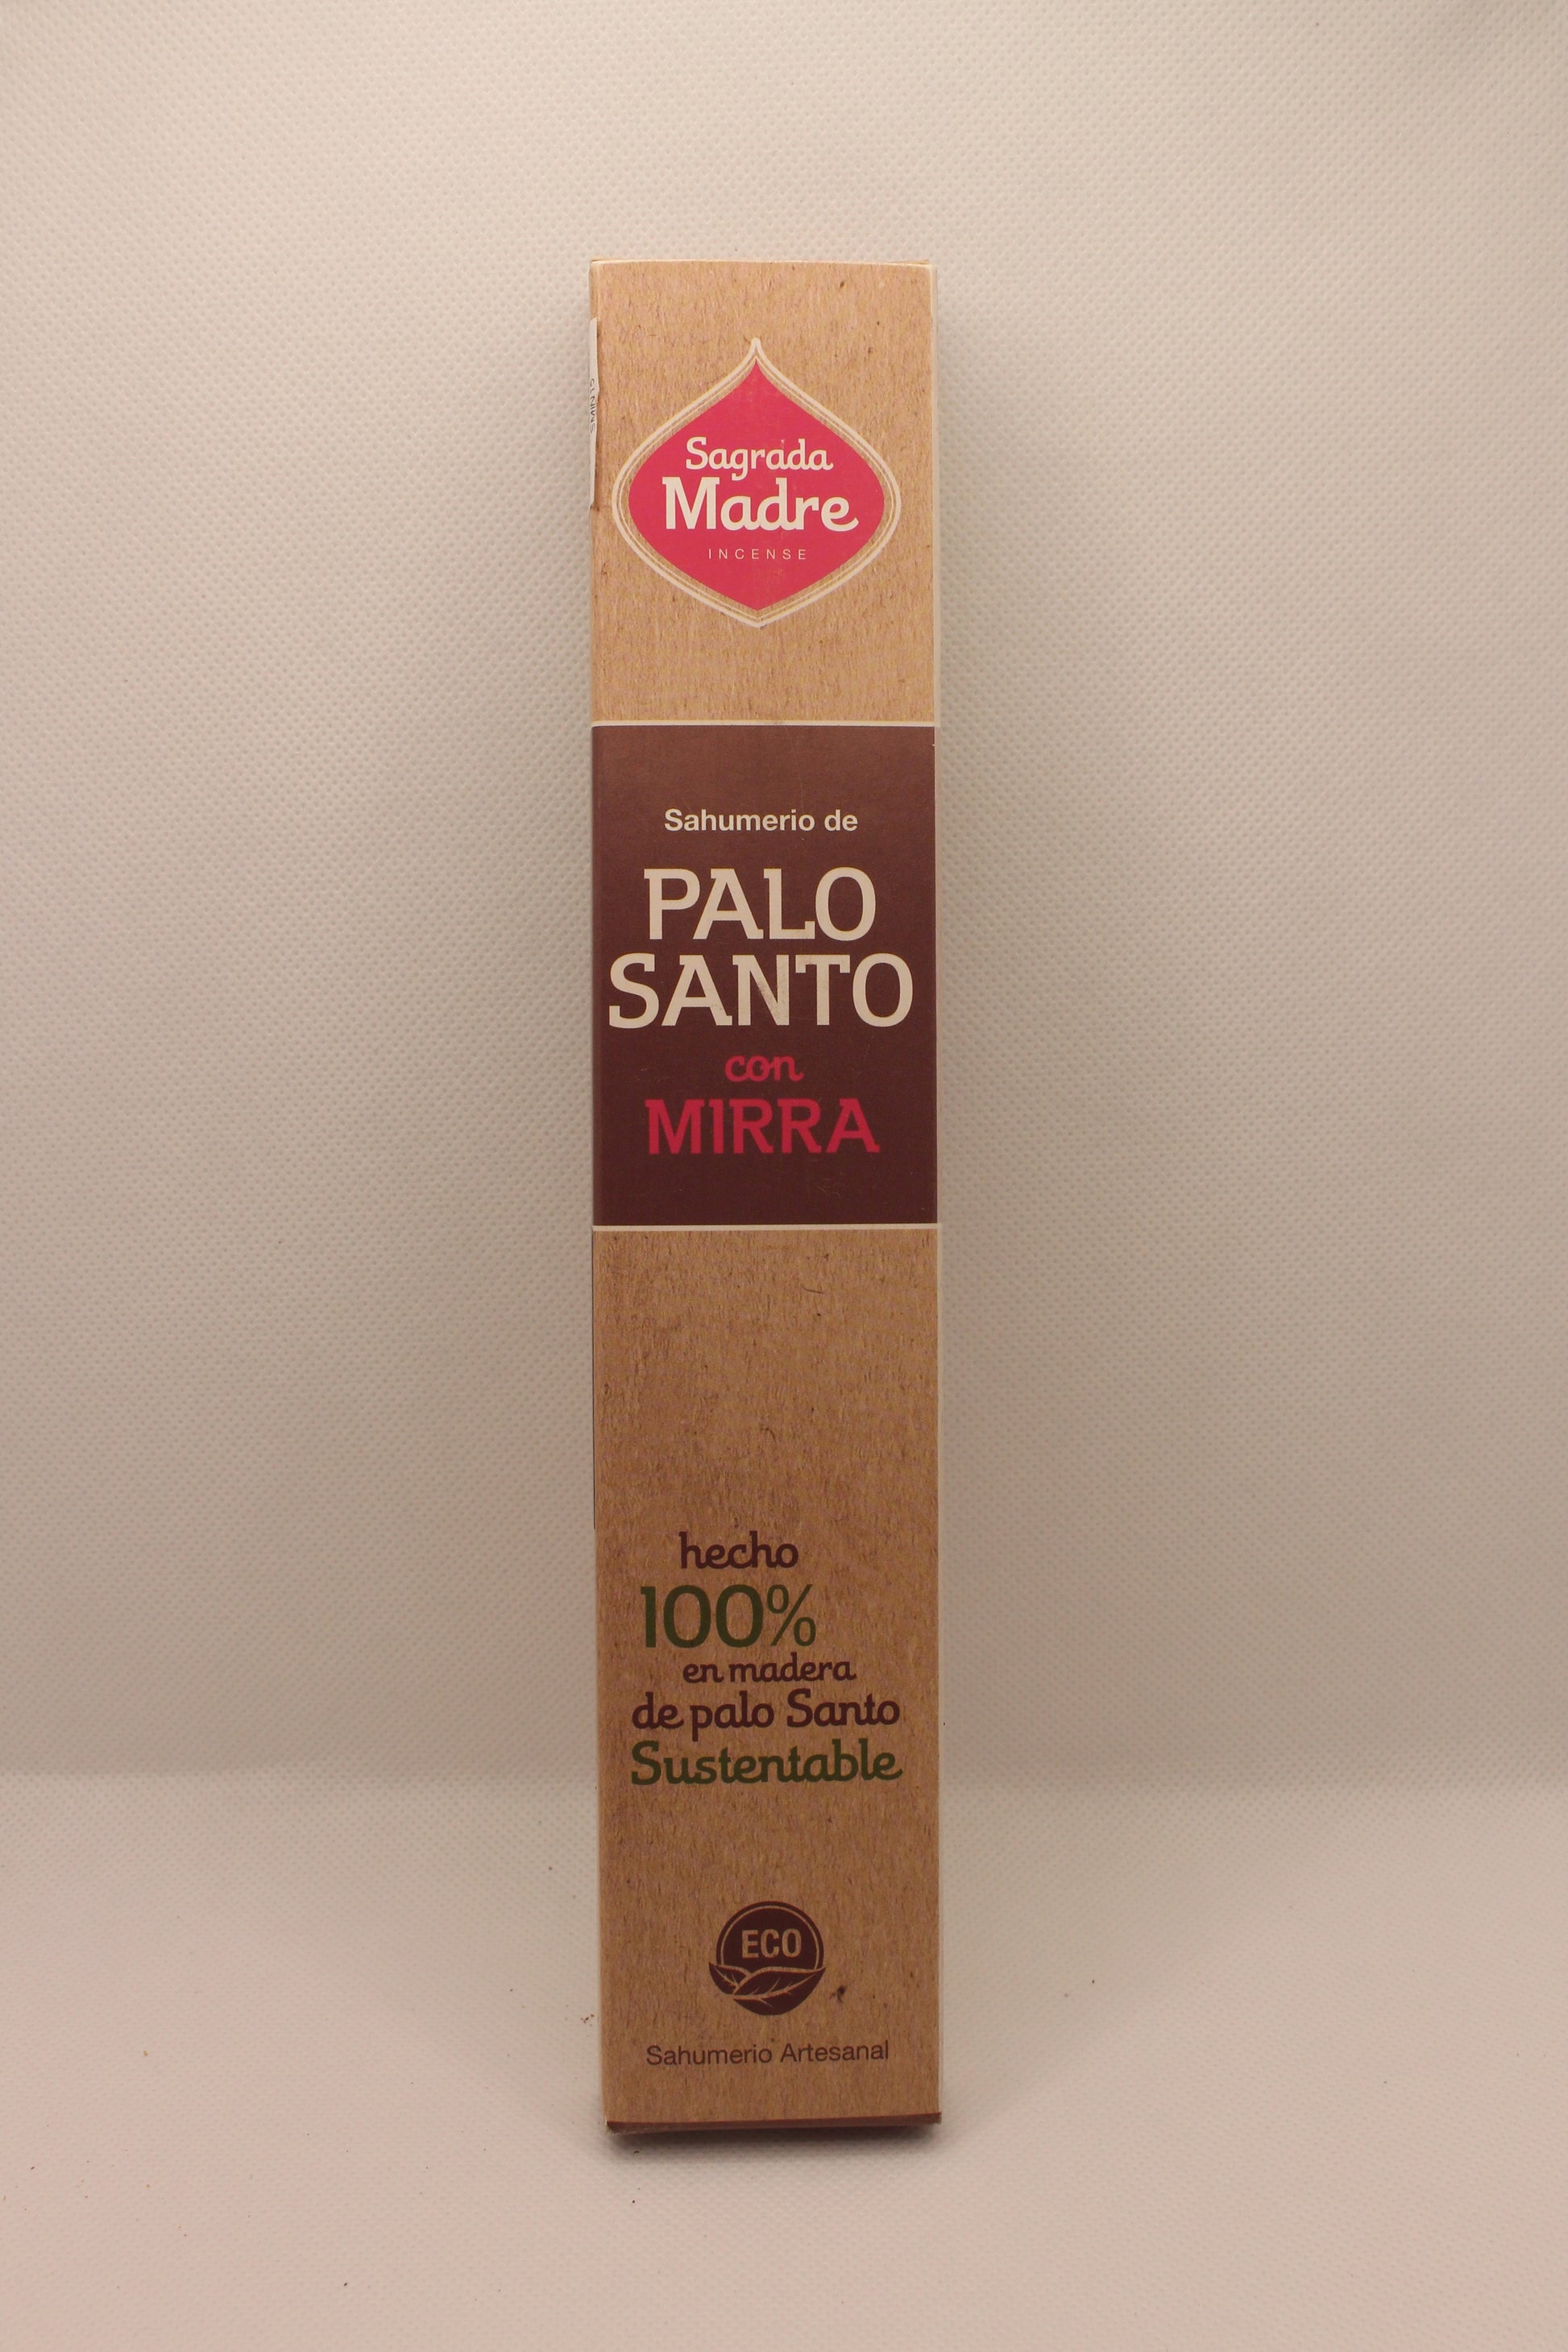 Sagrada
Madre
INCENSE
Sahumerio de
PALO
SANTO
con
MIRRA
hecho
100%
en madera
de palo Santo
Sustentable
ECO
Sahumerio Artesanal